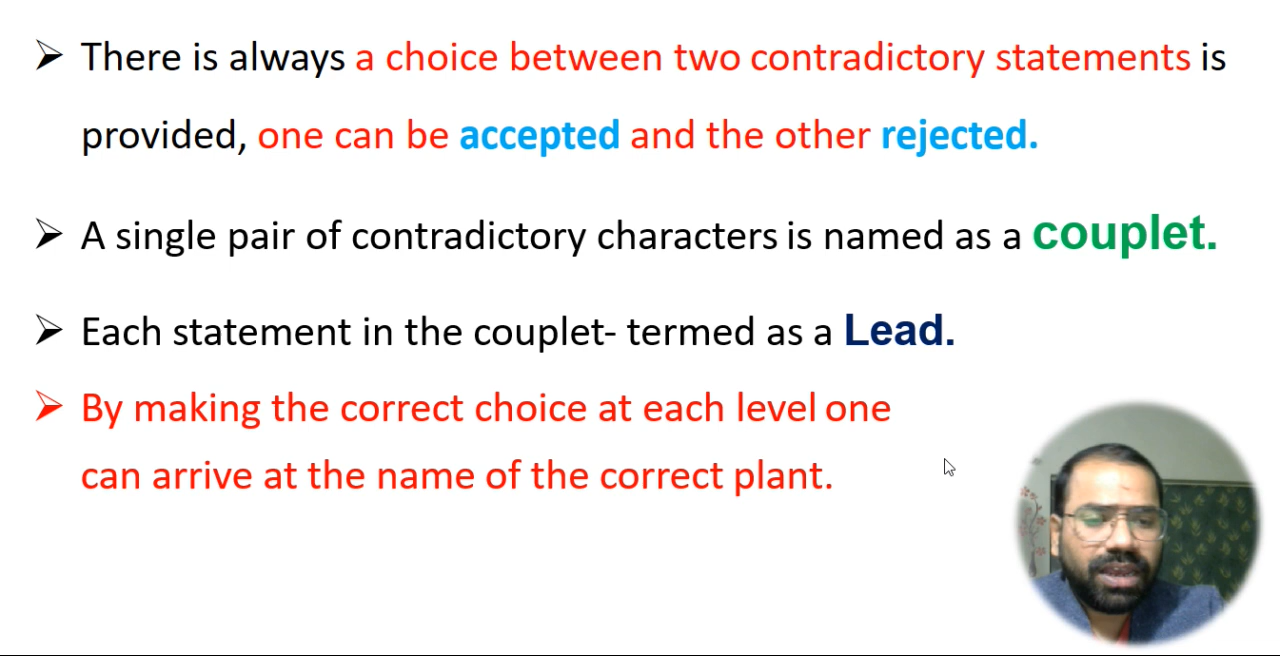 There is always a choice between two contradictory statements is
provided, one can be accepted and the other rejected.
A single pair of contradictory characters is named as a couplet.
Each statement in the couplet- termed as a Lead.
By making the correct choice at each level one
can arrive at the name of the correct plant.